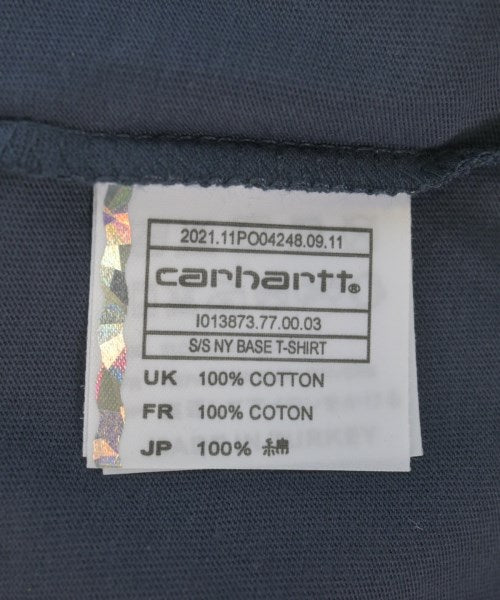 2021.11PO04248.09.11
carhartt®
I013873.77.00.03
S/S NY BASE T-SHIRT
UK 100% COTTON
FR 100% COTON
JP 100% 綿